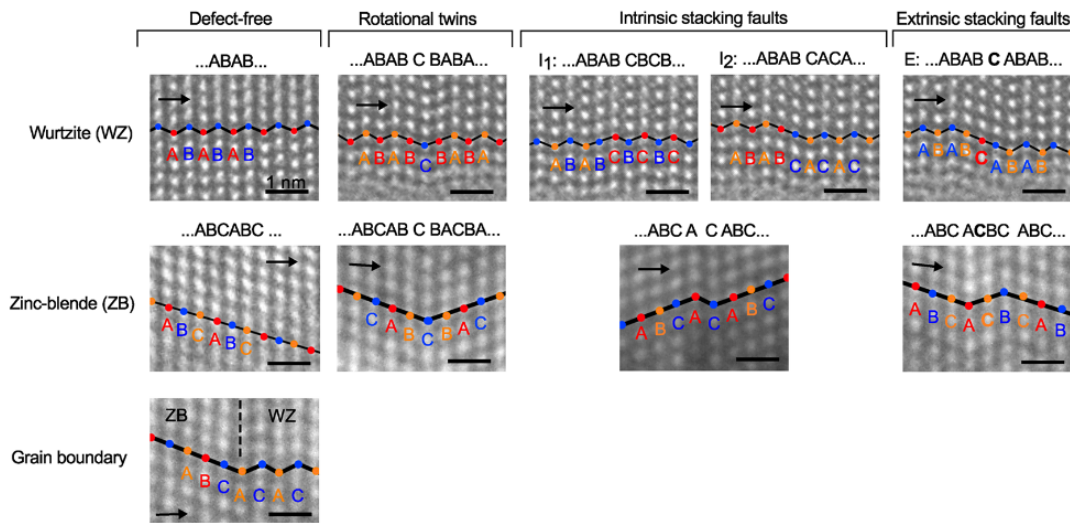 Defect-free Rotational twins Intrinsic stacking faults Extrinsic stacking faults
...ABAB... ...ABAB C BABA... I1: ...ABAB CBCB... I2: ...ABAB CACA... E: ...ABAB C ABAB...
Wurtzite (WZ)
A B A B A B
1 nm
A B A B C B A B A
A B A B C B C B C
A B A B C A C A C
A B A B C A B A B
...ABCABC ... ...ABCAB C BACBA... ...ABC A C ABC... ...ABC ACBC ABC...
Zinc-blende (ZB)
A B C A B C
C A B C B A C
A B C A C A B C
A B C A C B C A B
ZB WZ
Grain boundary
A B C A C A C